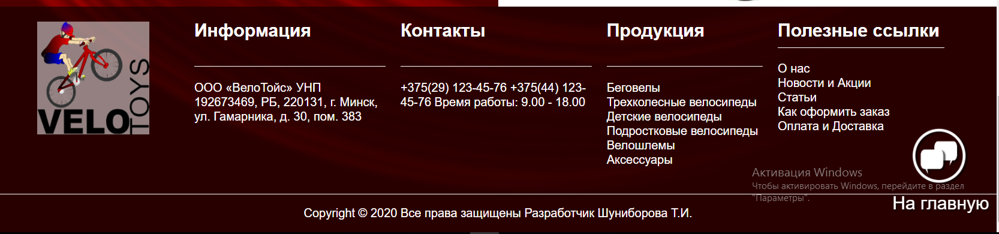 VELO
TOYS
Информация
ООО «ВелоТойс» УНП
192673469, РБ, 220131, г. Минск,
ул. Гамарника, д. 30, пом. 383
Контакты
+375(29) 123-45-76 +375(44) 123-
45-76 Время работы: 9.00 - 18.00
Продукция
Беговелы
Трехколесные велосипеды
Детские велосипеды
Подростковые велосипеды
Велошлемы
Аксессуары
Полезные ссылки
О нас
Новости и Акции
Статьи
Как оформить заказ
Оплата и Доставка
Активация Windows
Чтобы активировать Windows, перейдите в раздел
"Параметры".
На главную
Copyright © 2020 Все права защищены Разработчик Шуниборова Т.И.